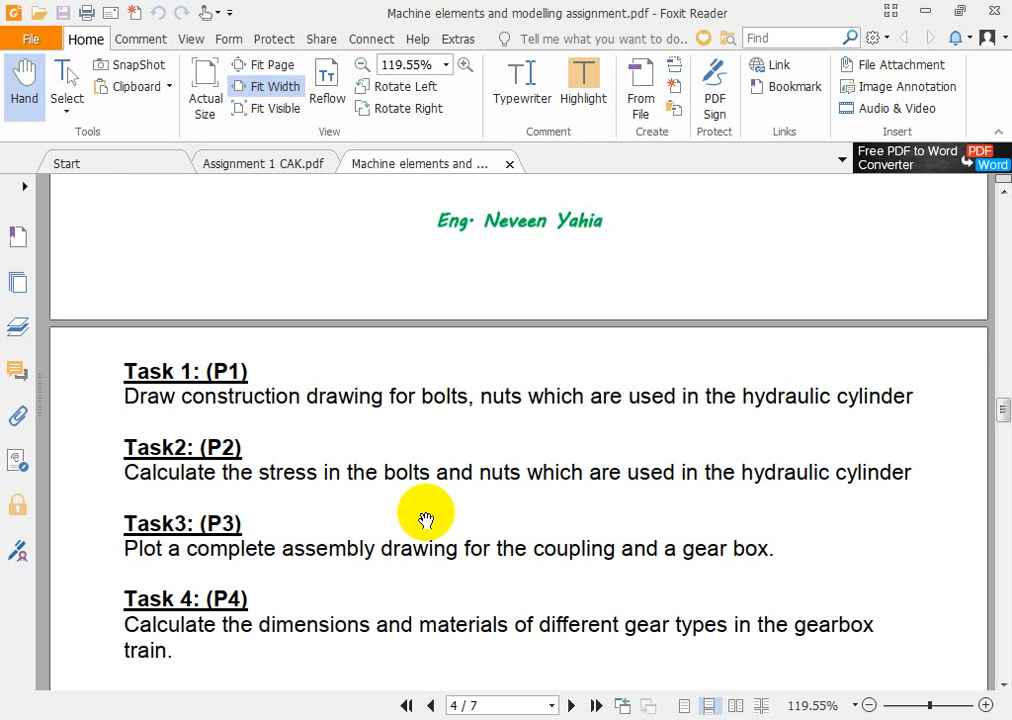 Machine elements and modelling assignment.pdf - Foxit Reader
File Home Comment View Form Protect Share Connect Help Extras Tell me what you want to do.. Find
Hand
Select
SnapShot
Clipboard
Tools
Actual Size
Fit Page
Fit Width
Fit Visible
Reflow
119.55%
Rotate Left
Rotate Right
View
Typewriter
Highlight
Comment
From File
Create
PDF Sign
Protect
Link
Bookmark
Links
File Attachment
Image Annotation
Audio & Video
Insert
Start
Assignment 1 CAK.pdf
Machine elements and ...
Free PDF to Word
Converter
PDF
Word
Eng. Neveen Yahia
Task 1: (P1)
Draw construction drawing for bolts, nuts which are used in the hydraulic cylinder
Task2: (P2)
Calculate the stress in the bolts and nuts which are used in the hydraulic cylinder
Task3: (P3)
Plot a complete assembly drawing for the coupling and a gear box.
Task 4: (P4)
Calculate the dimensions and materials of different gear types in the gearbox
train.
4 / 7
119.55%